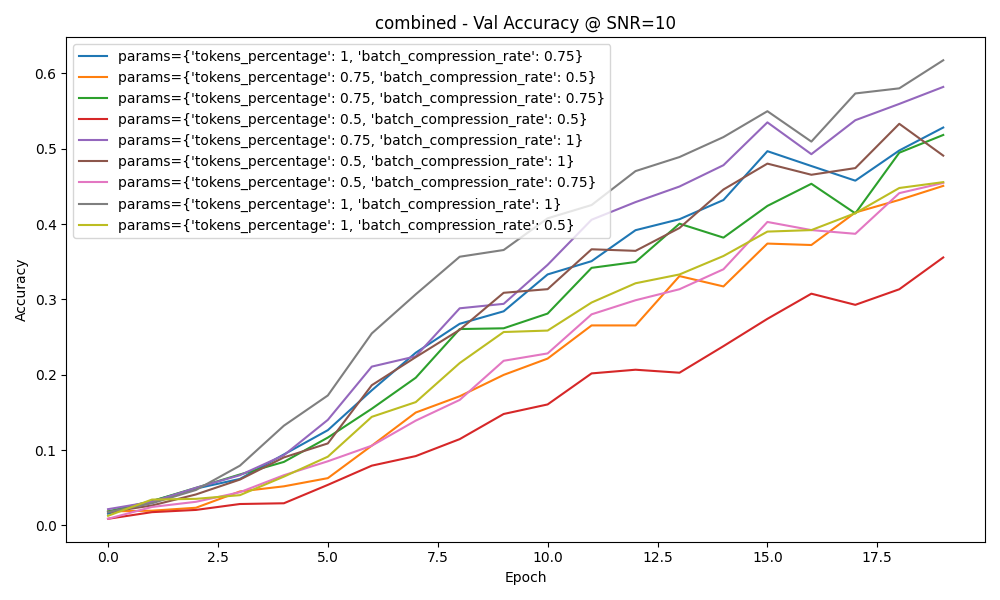 combined - Val Accuracy @ SNR=10
params={'tokens_percentage': 1, 'batch_compression_rate': 0.75}
params={'tokens_percentage': 0.75, 'batch_compression_rate': 0.5}
params={'tokens_percentage': 0.75, 'batch_compression_rate': 0.75}
params={'tokens_percentage': 0.5, 'batch_compression_rate': 0.5}
params={'tokens_percentage': 0.75, 'batch_compression_rate': 1}
params={'tokens_percentage': 0.5, 'batch_compression_rate': 1}
params={'tokens_percentage': 0.5, 'batch_compression_rate': 0.75}
params={'tokens_percentage': 1, 'batch_compression_rate': 1}
params={'tokens_percentage': 1, 'batch_compression_rate': 0.5}
Accuracy
0.6
0.5
0.4
0.3
0.2
0.1
0.0
0.0 2.5 5.0 7.5 10.0 12.5 15.0 17.5
Epoch